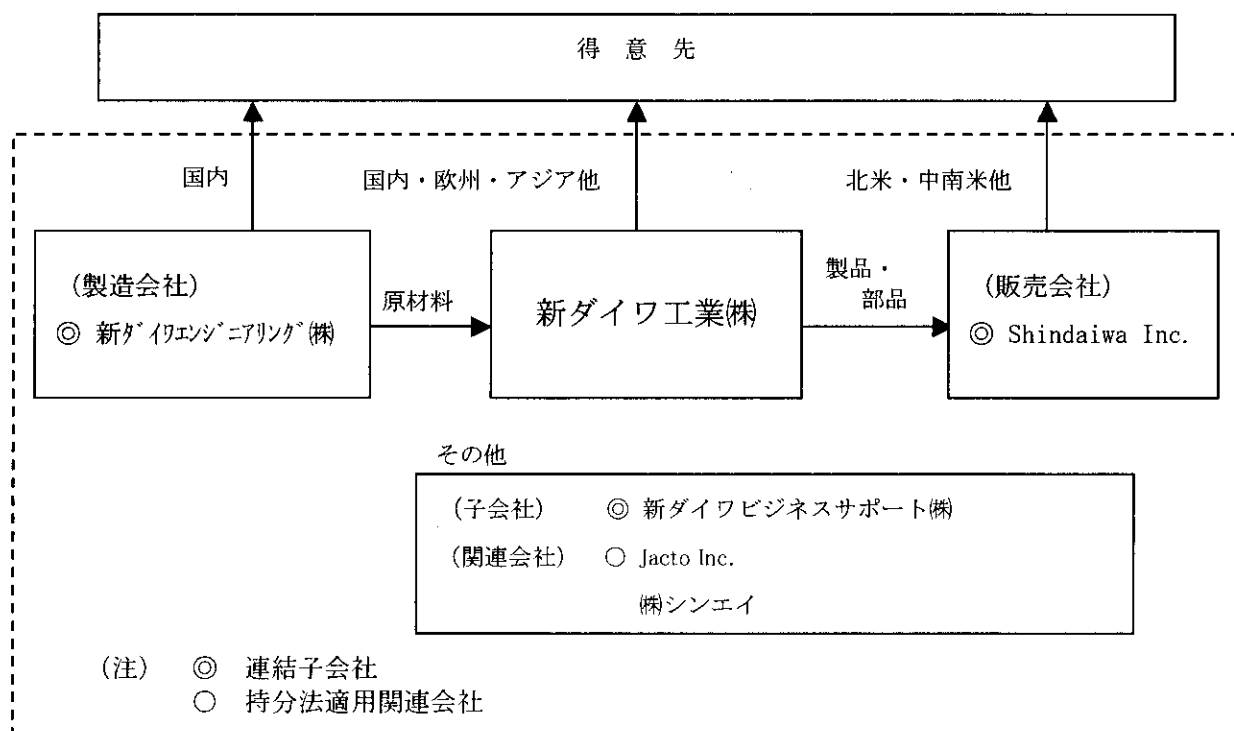 得 意 先
国内
国内・欧州・アジア他
北米・中南米他
(製造会社)
◎ 新ﾀﾞｲﾜｴﾝｼﾞﾆｱﾘﾝｸﾞ㈱
原材料
新ダイワ工業㈱
製品・
部品
(販売会社)
◎ Shindaiwa Inc.
その他
(子会社) ◎ 新ダイワビジネスサポート㈱
(関連会社) ○ Jacto Inc.
㈱シンエイ
(注) ◎ 連結子会社
○ 持分法適用関連会社